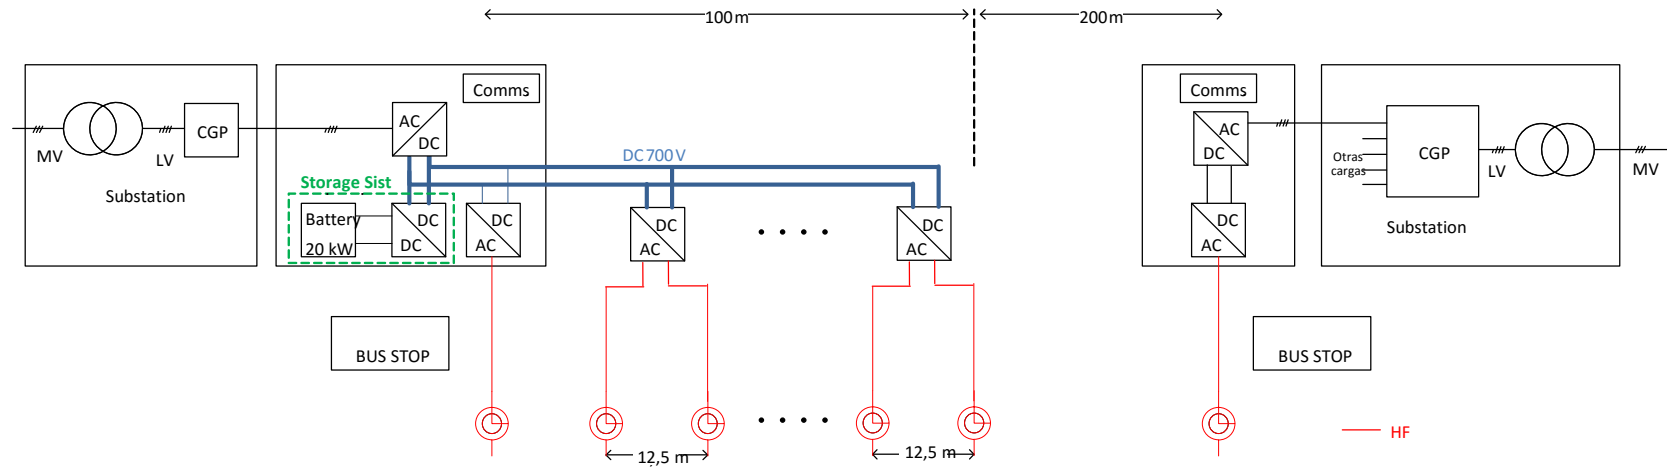 100m
200m
Comms
Comms
AC
DC
AC
DC
CGP
CGP
MV
LV
LV
MV
DC 700 V
Otras
cargas
Storage Sist
Substation
Substation
Battery
20 kW
DC
DC
DC
AC
DC
AC
DC
AC
DC
AC
BUS STOP
BUS STOP
HF
12,5 m
12,5 m